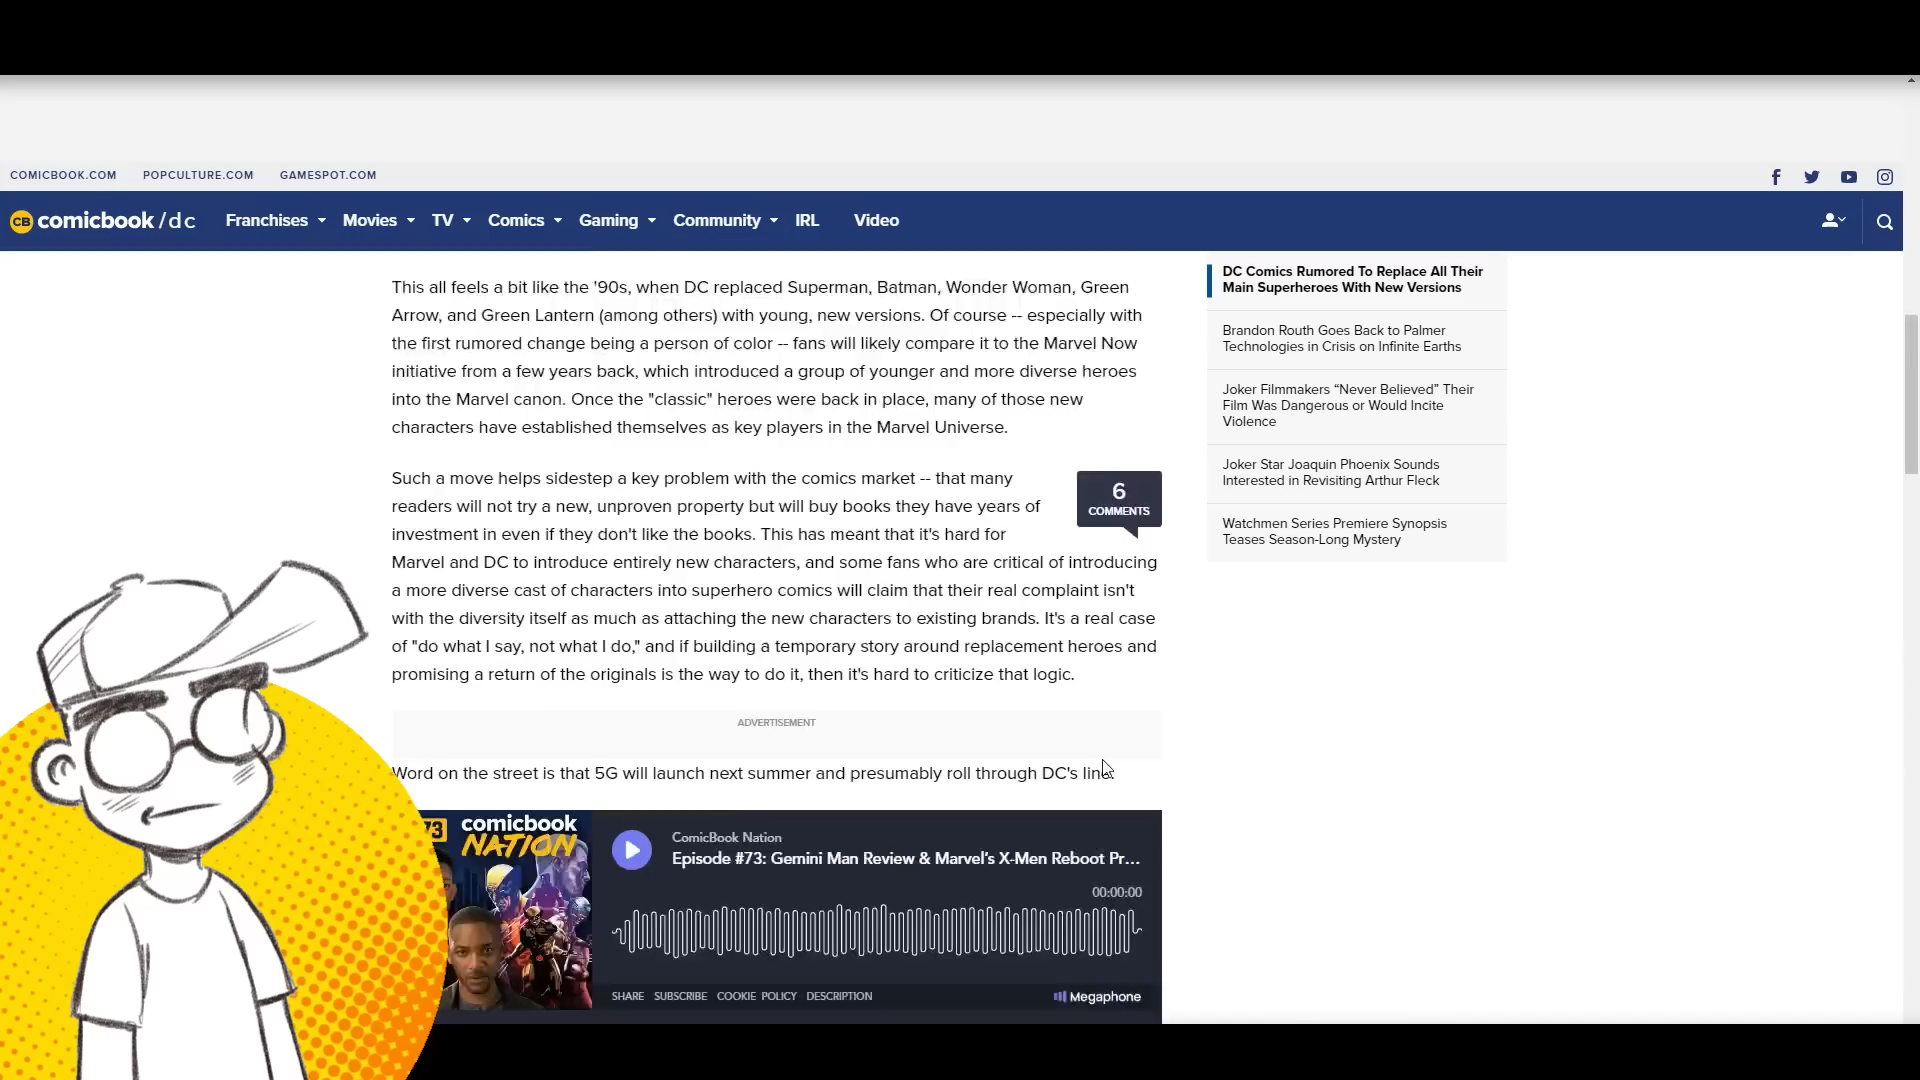 COMICBOOK.COM POPCULTURE.COM GAMESPOT.COM
CB comicbook/dc Franchises Movies TV Comics Gaming Community IRL Video
This all feels a bit like the '90s, when DC replaced Superman, Batman, Wonder Woman, Green
Arrow, and Green Lantern (among others) with young, new versions. Of course -- especially with
the first rumored change being a person of color -- fans will likely compare it to the Marvel Now
initiative from a few years back, which introduced a group of younger and more diverse heroes
into the Marvel canon. Once the "classic" heroes were back in place, many of those new
characters have established themselves as key players in the Marvel Universe.
Such a move helps sidestep a key problem with the comics market -- that many
readers will not try a new, unproven property but will buy books they have years of
investment in even if they don't like the books. This has meant that it's hard for
Marvel and DC to introduce entirely new characters, and some fans who are critical of introducing
a more diverse cast of characters into superhero comics will claim that their real complaint isn't
with the diversity itself as much as attaching the new characters to existing brands. It's a real case
of "do what I say, not what I do," and if building a temporary story around replacement heroes and
promising a return of the originals is the way to do it, then it's hard to criticize that logic.
6
COMMENTS
ADVERTISEMENT
Word on the street is that 5G will launch next summer and presumably roll through DC's line.
73 comicbook
NATION
ComicBook Nation
Episode #73: Gemini Man Review & Marvel's X-Men Reboot Pr...
00:00:00
SHARE SUBSCRIBE COOKIE POLICY DESCRIPTION
Megaphone
DC Comics Rumored To Replace All Their
Main Superheroes With New Versions
Brandon Routh Goes Back to Palmer
Technologies in Crisis on Infinite Earths
Joker Filmmakers “Never Believed” Their
Film Was Dangerous or Would Incite
Violence
Joker Star Joaquin Phoenix Sounds
Interested in Revisiting Arthur Fleck
Watchmen Series Premiere Synopsis
Teases Season-Long Mystery